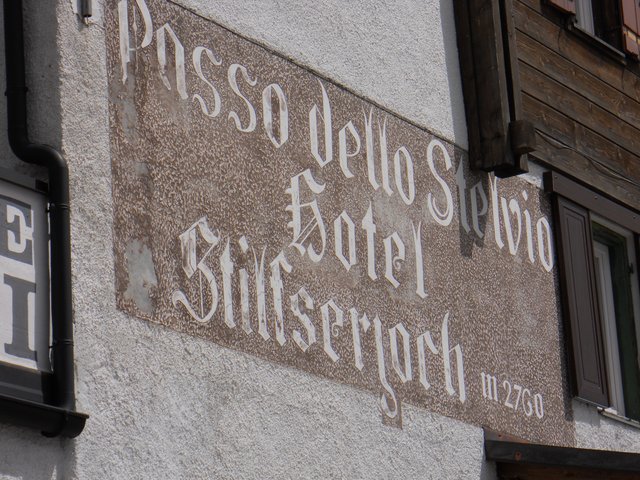 Passo dello Stelvio
Hotel
Stilfserjoch m 2760
E
I